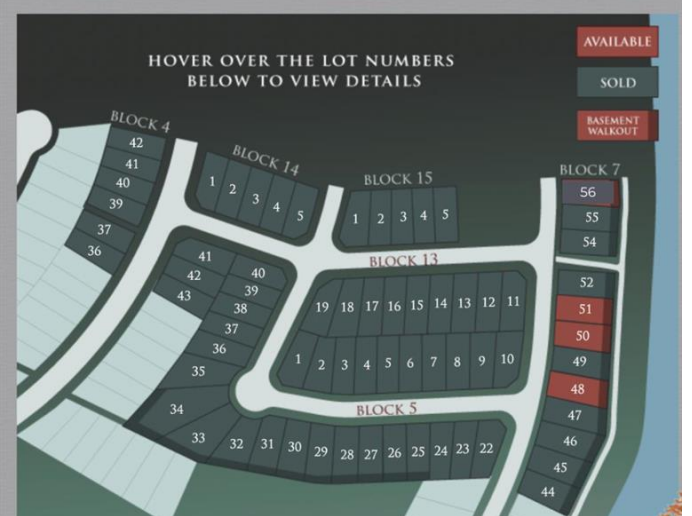 HOVER OVER THE LOT NUMBERS
BELOW TO VIEW DETAILS
AVAILABLE
SOLD
BASEMENT
WALKOUT
BLOCK 4
42
41
40
39
37
36
BLOCK 14
1 2 3 4 5
BLOCK 15
1 2 3 4 5
BLOCK 7
56
55
54
52
51
50
49
48
47
46
45
44
BLOCK 13
19 18 17 16 15 14 13 12 11
1 2 3 4 5 6 7 8 9 10
41
42
43
40
39
38
37
36
35
34
33
BLOCK 5
32 31 30 29 28 27 26 25 24 23 22